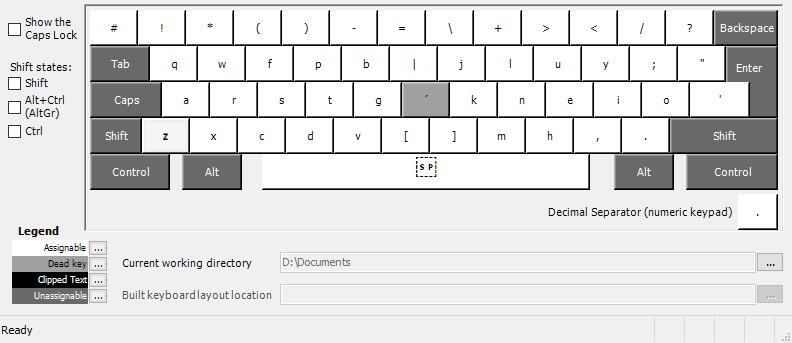 Show the
Caps Lock
Shift states:
Shift
Alt+Ctrl
(AltGr)
Ctrl
# ! * ( ) - = \ + > < / ? Backspace
Tab q w f p b | j l u y ; " Enter
Caps a r s t g ´ k n e i o '
Shift z x c d v [ ] m h , . Shift
Control Alt SP Alt Control
Decimal Separator (numeric keypad) .
Legend
Assignable ...
Dead key ...
Clipped Text ...
Unassignable ...
Current working directory D:\Documents ...
Built keyboard layout location ...
Ready